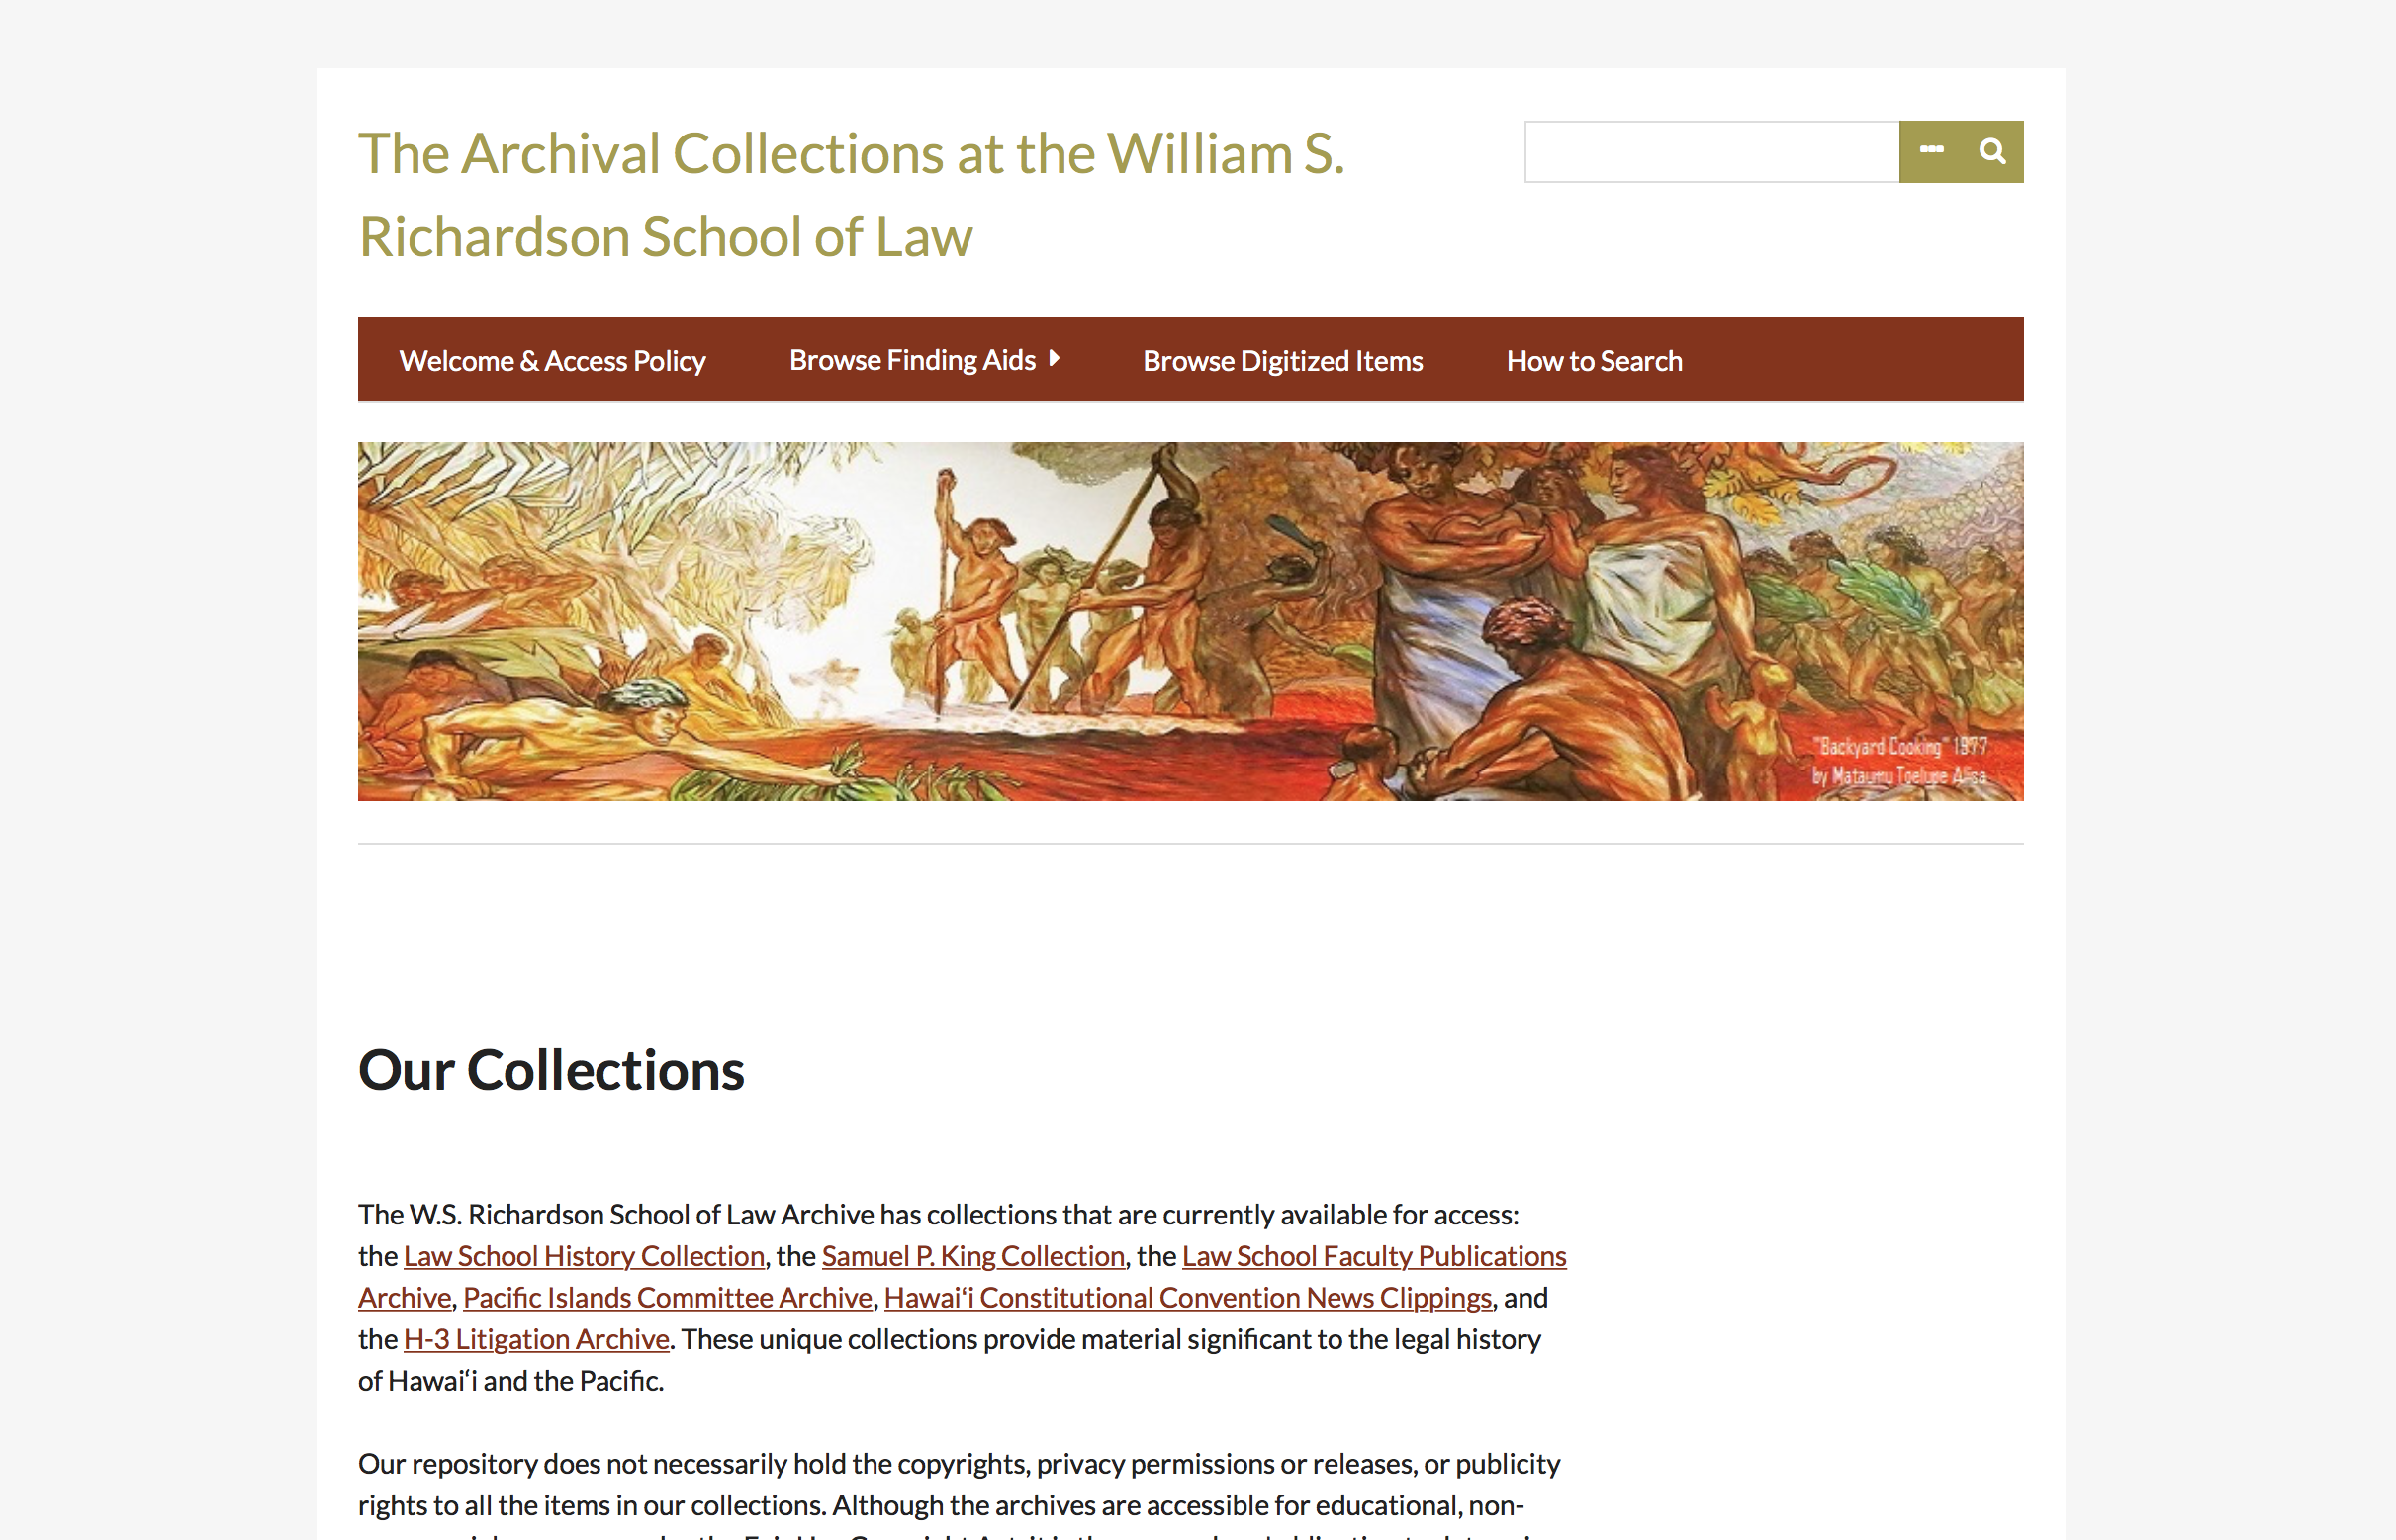 The Archival Collections at the William S.
Richardson School of Law
Welcome & Access Policy
Browse Finding Aids
Browse Digitized Items
How to Search
"Backyard Cooking" 1977
by Mataumu Toelupe Alisa
Our Collections
The W.S. Richardson School of Law Archive has collections that are currently available for access:
the Law School History Collection, the Samuel P. King Collection, the Law School Faculty Publications
Archive, Pacific Islands Committee Archive, Hawaiʻi Constitutional Convention News Clippings, and
the H-3 Litigation Archive. These unique collections provide material significant to the legal history
of Hawaiʻi and the Pacific.
Our repository does not necessarily hold the copyrights, privacy permissions or releases, or publicity
rights to all the items in our collections. Although the archives are accessible for educational, non-